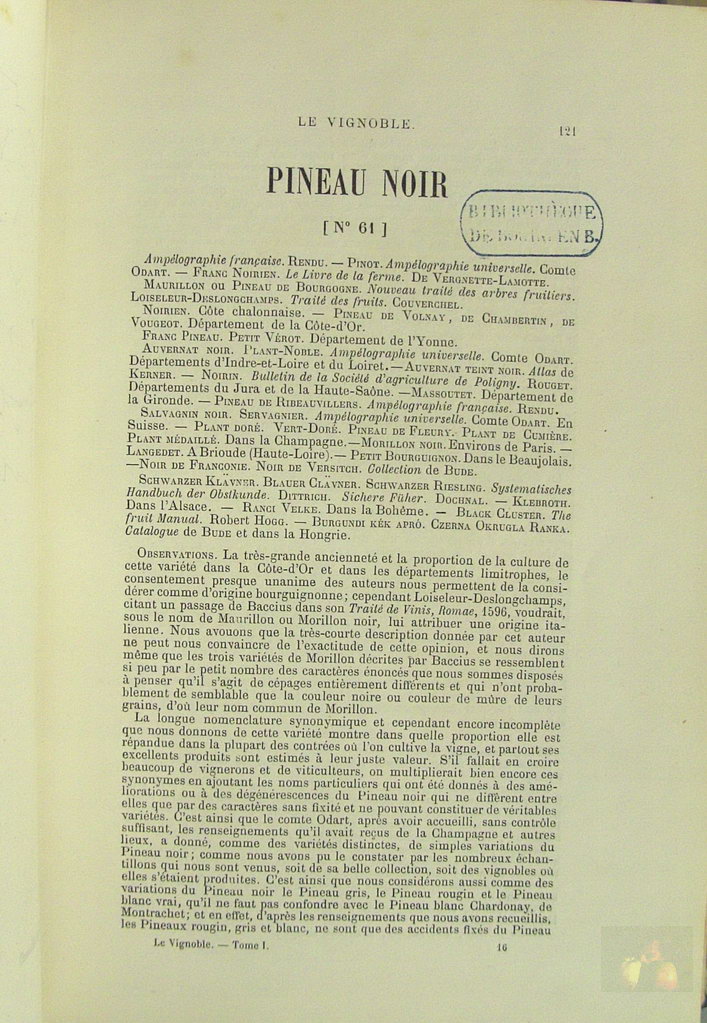 LE VIGNOBLE.
121
PINEAU NOIR
[ N° 61 ]
BIBLIOTHÈQUE
DE EN B.
Ampélographie française. RENDU. — PINOT. Ampélographie universelle. Comte
ODART. — FRANC NOIRIEN. Le Livre de la ferme. DE VERGNETTE-LAMOTTE.
MAURILLON OU PINEAU DE BOURGOGNE. Nouveau traité des arbres fruitiers.
LOISELEUR-DESLONGCHAMPS. Traité des fruits. COUVERCHEL.
NOIRIEN. Côte chalonnaise. — PINEAU DE VOLNAY, DE CHAMBERTIN, DE
VOUGEOT. Département de la Côte-d'Or.
FRANC PINEAU. PETIT VÉROT. Département de l'Yonne.
AUVERNAT NOIR. PLANT-NOBLE. Ampélographie universelle. Comte ODART.
Départements d'Indre-et-Loire et du Loiret. — AUVERNAT TEINT NOIR. Atlas de
KERNER. — NOIRIN. Bulletin de la Société d'agriculture de Poligny. ROUGET.
Départements du Jura et de la Haute-Saône. — MASSOUTET. Département de
la Gironde. — PINEAU DE RIBEAUVILLERS. Ampélographie française. RENDU.
SALVAGNIN NOIR. SERVAGNIER. Ampélographie universelle. Comte ODART. En
Suisse. — PLANT DORÉ. VERT-DORÉ. PINEAU DE FLEURY. PLANT DE CUMIÈRE.
PLANT MÉDAILLÉ. Dans la Champagne. — MORILLON NOIR. Environs de Paris. —
LANGEDET. A Brioude (Haute-Loire). — PETIT BOURGUIGNON. Dans le Beaujolais.
— NOIR DE FRANCONIE. NOIR DE VERSITCH. Collection de BUDE.
SCHWARZER KLÄVNER. BLAUER CLÄVNER. SCHWARZER RIESLING. Systematisches
Handbuch der Obstkunde. DITTRICH. Sichere Füher. DOCHNAL. — KLEBROTH.
Dans l'Alsace. — RANCI VELKE. Dans la Bohême. — BLACK CLUSTER. The
fruit Manual. Robert HOGG. — BURGUNDI KÉK APRÓ. CZERNA OKRUGLA RANKA.
Catalogue de BUDE et dans la Hongrie.
OBSERVATIONS. La très-grande ancienneté et la proportion de la culture de
cette variété dans la Côte-d'Or et dans les départements limitrophes, le
consentement presque unanime des auteurs nous permettent de la consi-
dérer comme d'origine bourguignonne ; cependant Loiseleur-Deslongchamps,
citant un passage de Baccius dans son Traité de Vinis, Romae, 1596, voudrait,
sous le nom de Maurillon ou Morillon noir, lui attribuer une origine ita-
lienne. Nous avouons que la très-courte description donnée par cet auteur
ne peut nous convaincre de l'exactitude de cette opinion, et nous dirons
même que les trois variétés de Morillon décrites par Baccius se ressemblent
si peu par le petit nombre des caractères énoncés que nous sommes disposés
à penser qu'il s'agit de cépages entièrement différents et qui n'ont proba-
blement de semblable que la couleur noire ou couleur de mûre de leurs
grains, d'où leur nom commun de Morillon.
La longue nomenclature synonymique et cependant encore incomplète
que nous donnons de cette variété montre dans quelle proportion elle est
répandue dans la plupart des contrées où l'on cultive la vigne, et partout ses
excellents produits sont estimés à leur juste valeur. S'il fallait en croire
beaucoup de vignerons et de viticulteurs, on multiplierait bien encore ces
synonymes en ajoutant les noms particuliers qui ont été donnés à des amé-
liorations ou à des dégénérescences du Pineau noir qui ne diffèrent entre
elles que par des caractères sans fixité et ne pouvant constituer de véritables
variétés. C'est ainsi que le comte Odart, après avoir accueilli, sans contrôle
suffisant, les renseignements qu'il avait reçus de la Champagne et autres
lieux, a donné, comme des variétés distinctes, de simples variations du
Pineau noir ; comme nous avons pu le constater par les nombreux échan-
tillons qui nous sont venus, soit de sa belle collection, soit des vignobles où
elles s'étaient produites. C'est ainsi que nous considérons aussi comme des
variations du Pineau noir le Pineau gris, le Pineau rougin et le Pineau
blanc vrai, qu'il ne faut pas confondre avec le Pineau blanc Chardonay, de
Montrachet ; et en effet, d'après les renseignements que nous avons recueillis,
les Pineaux rougin, gris et blanc, ne sont que des accidents fixés du Pineau
Le Vignoble. — Tome I.
16